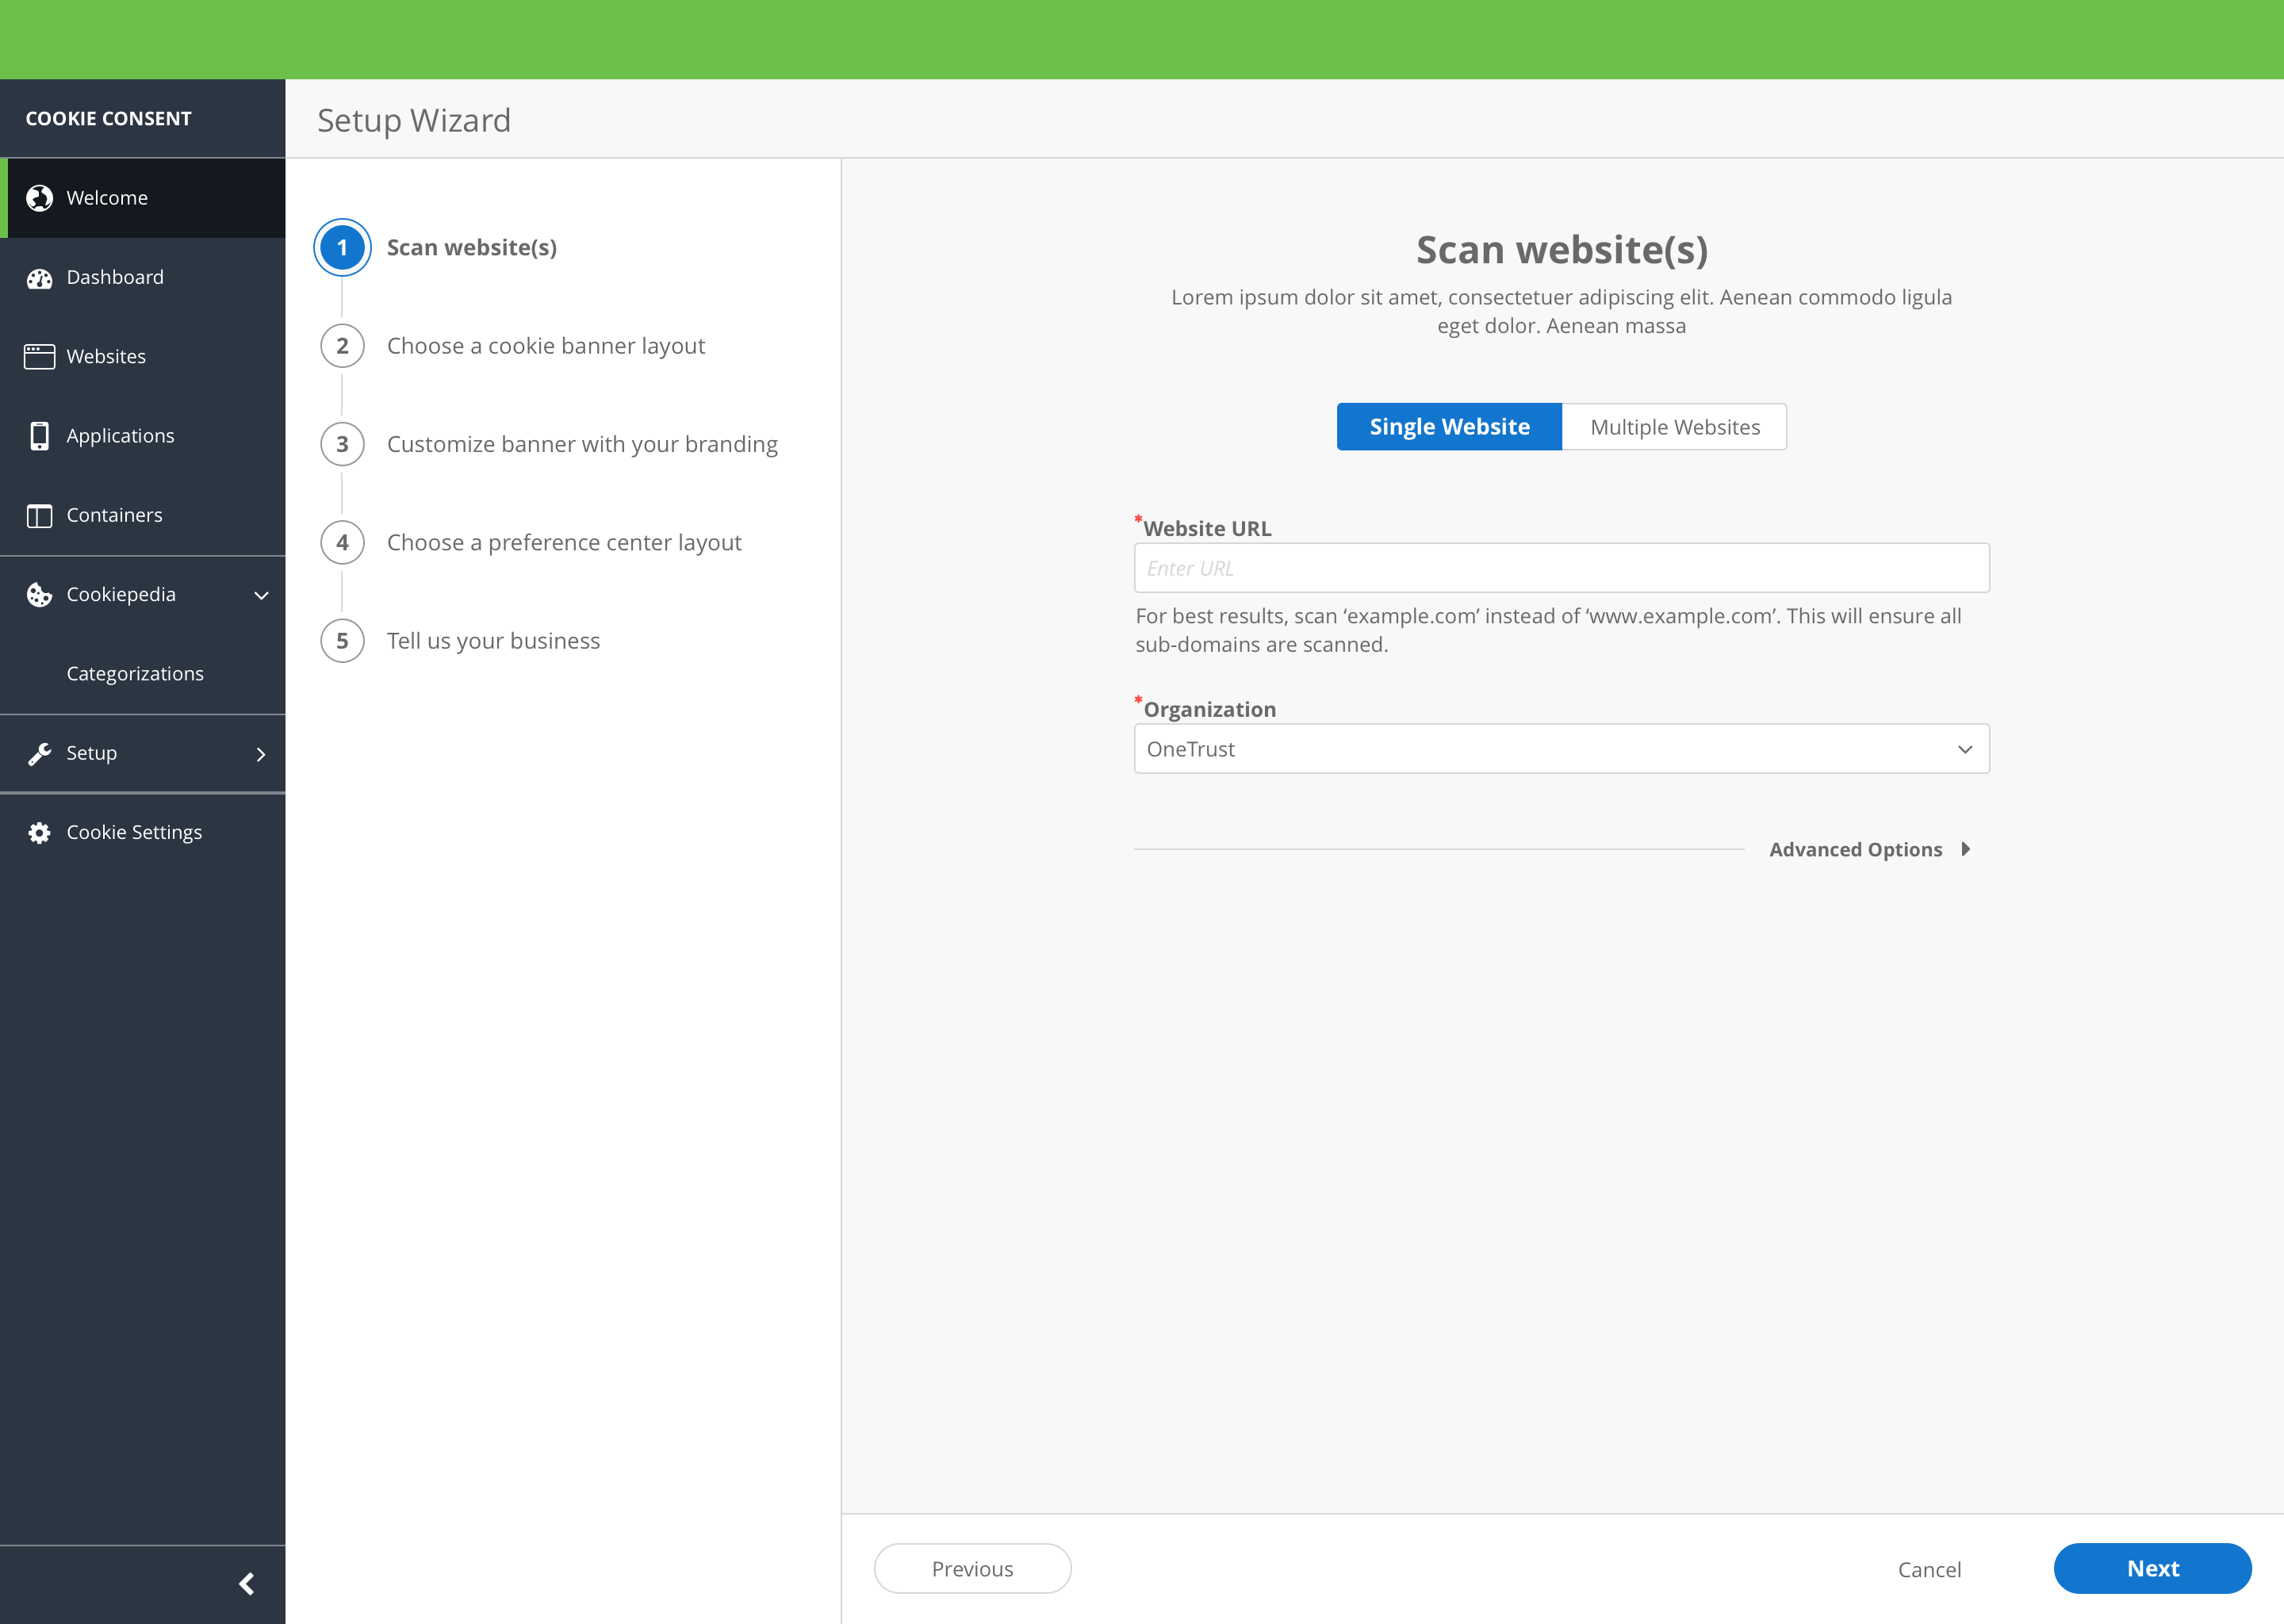 COOKIE CONSENT
Welcome
Dashboard
Websites
Applications
Containers
Cookiepedia
Categorizations
Setup
Cookie Settings
Setup Wizard
1 Scan website(s)
2 Choose a cookie banner layout
3 Customize banner with your branding
4 Choose a preference center layout
5 Tell us your business
Scan website(s)
Lorem ipsum dolor sit amet, consectetuer adipiscing elit. Aenean commodo ligula
eget dolor. Aenean massa
Single Website Multiple Websites
*Website URL
Enter URL
For best results, scan ‘example.com’ instead of ‘www.example.com’. This will ensure all
sub-domains are scanned.
*Organization
OneTrust
Advanced Options
Previous Cancel Next